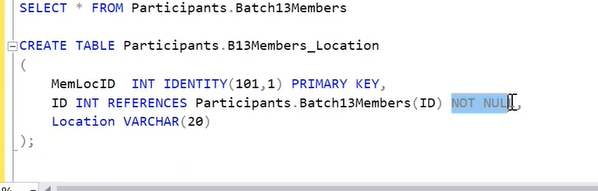 SELECT * FROM Participants.Batch13Members
CREATE TABLE Participants.B13Members_Location
(
MemLocID INT IDENTITY(101,1) PRIMARY KEY,
ID INT REFERENCES Participants.Batch13Members(ID) NOT NULL,
Location VARCHAR(20)
);
%